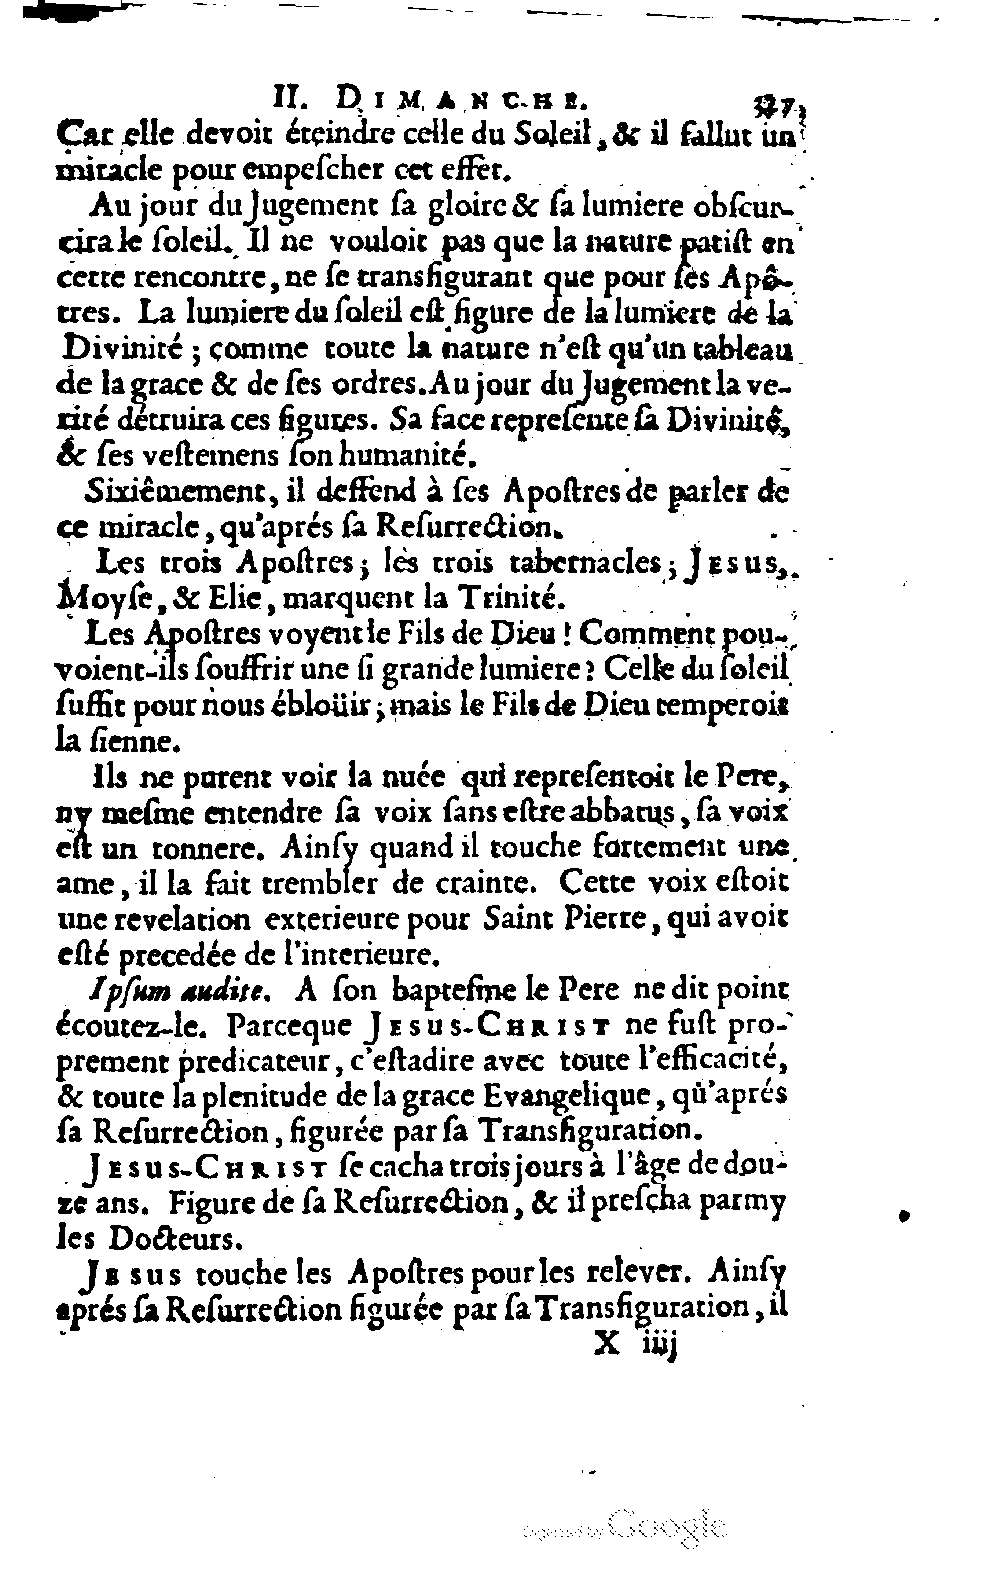 II. DIMANCHE.
Car elle devoit éteindre celle du Soleil, & il fallut un
miracle pour empeſcher cet effet.
Au jour du Jugement ſa gloire & ſa lumiere obſcur-
cira le ſoleil. Il ne vouloit pas que la nature patiſt en
cette rencontre, ne ſe transfigurant que pour ſes Apô-
tres. La lumiere du ſoleil eſt figure de la lumiere de la
Divinité ; comme toute la nature n'eſt qu'un tableau
de la grace & de ſes ordres. Au jour du Jugement la ve-
rité détruira ces figures. Sa face repreſente ſa Divinité,
& ſes veſtemens ſon humanité.
Sixiêmement, il deffend à ſes Apoſtres de parler de
ce miracle, qu'aprés ſa Reſurrection.
Les trois Apoſtres ; les trois tabernacles ; JESUS,
Moyſe, & Elie, marquent la Trinité.
Les Apoſtres voyent le Fils de Dieu ! Comment pou-
voient-ils ſouffrir une ſi grande lumiere ? Celle du ſoleil
ſuffit pour nous ébloüir ; mais le Fils de Dieu temperoit
la ſienne.
Ils ne purent voir la nuée qui repreſentoit le Pere,
ny meſme entendre ſa voix ſans eſtre abbatus, ſa voix
eſt un tonnere. Ainſy quand il touche fortement une
ame, il la fait trembler de crainte. Cette voix eſtoit
une revelation exterieure pour Saint Pierre, qui avoit
eſté precedée de l'interieure.
Ipſum audite. A ſon bapteſme le Pere ne dit point
écoutez-le. Parceque JESUS-CHRIST ne fuſt pro-
prement predicateur, c'eſtadire avec toute l'efficacité,
& toute la plenitude de la grace Evangelique, qu'aprés
ſa Reſurrection, figurée par ſa Transfiguration.
JESUS-CHRIST ſe cacha trois jours à l'âge de dou-
ze ans. Figure de ſa Reſurrection, & il preſcha parmy
les Docteurs.
JESUS touche les Apoſtres pour les relever. Ainſy
aprés ſa Reſurrection figurée par ſa Transfiguration, il
X iiij
Digitized by Google